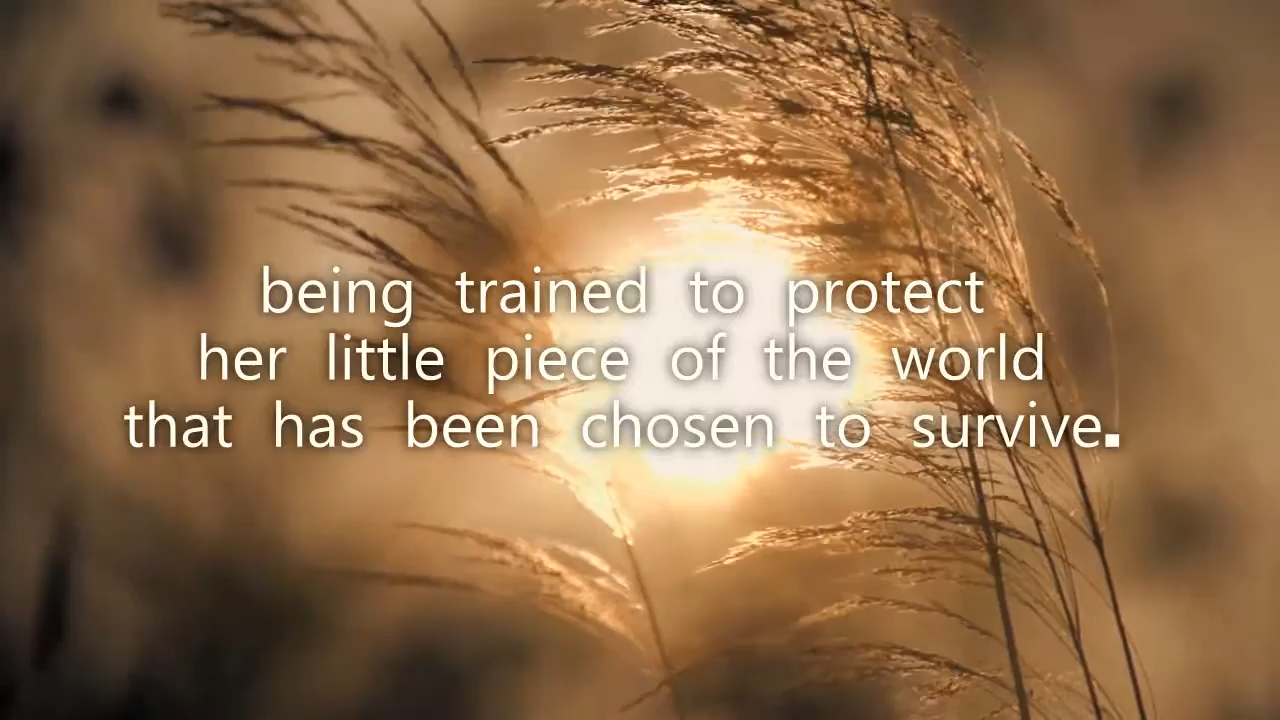 being trained to protect
her little piece of the world
that has been chosen to survive.